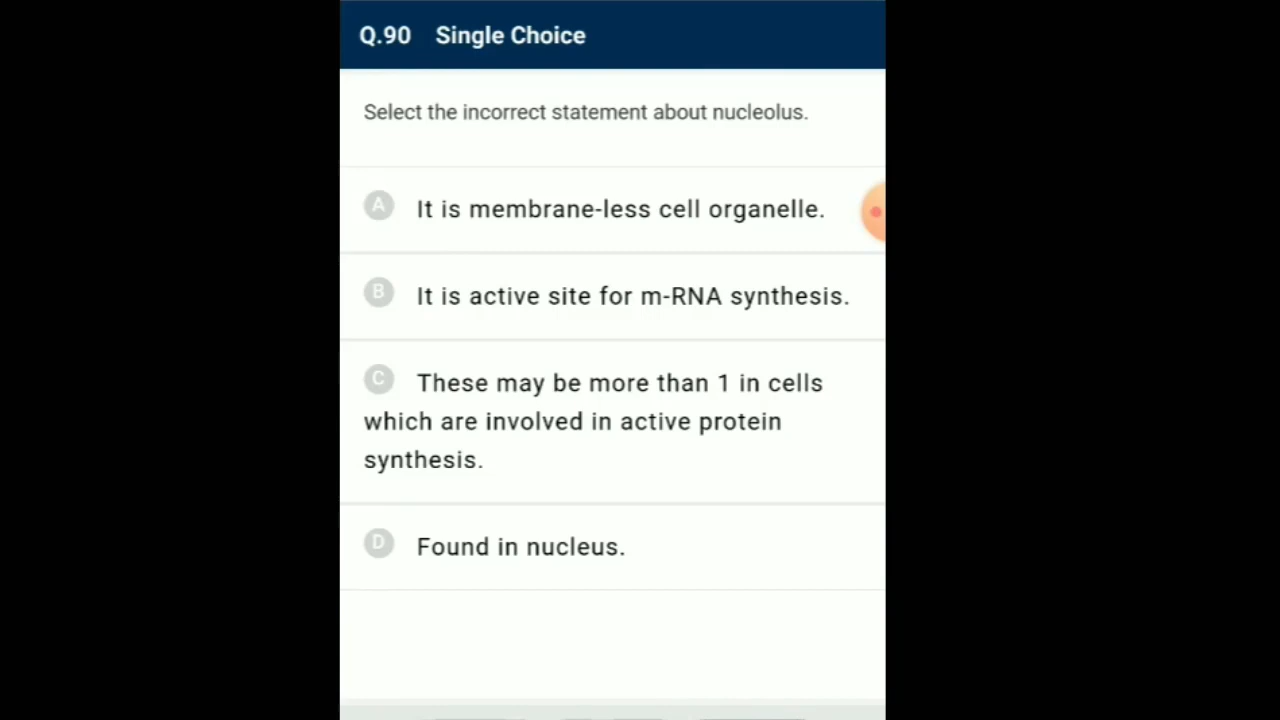 Q.90 Single Choice
Select the incorrect statement about nucleolus.
A It is membrane-less cell organelle.
B It is active site for m-RNA synthesis.
C These may be more than 1 in cells
which are involved in active protein
synthesis.
D Found in nucleus.